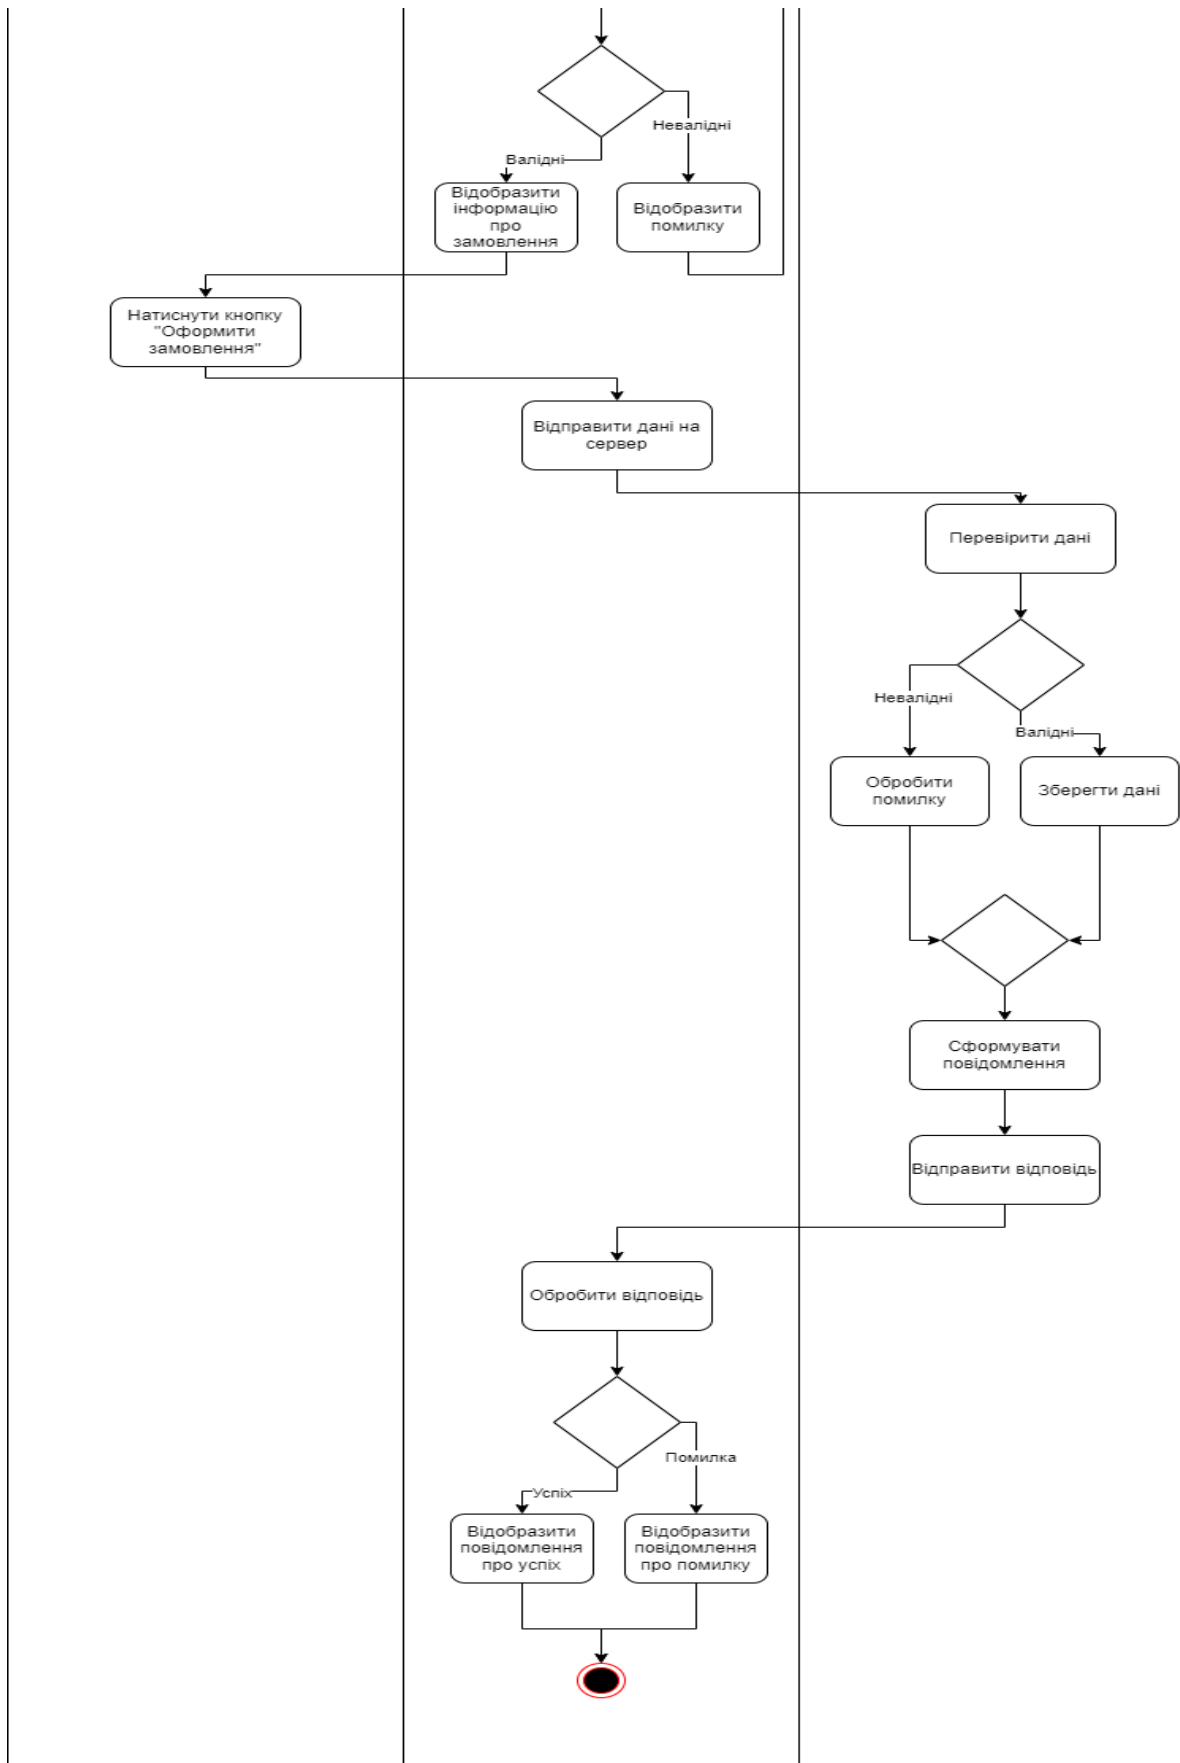 Невалідні
Валідні
Відобразити
інформацію
про
замовлення
Відобразити
помилку
Натиснути кнопку
"Оформити
замовлення"
Відправити дані на
сервер
Перевірити дані
Невалідні
Валідні
Обробити
помилку
Зберегти дані
Сформувати
повідомлення
Відправити відповідь
Обробити відповідь
Помилка
Успіх
Відобразити
повідомлення
про успіх
Відобразити
повідомлення
про помилку